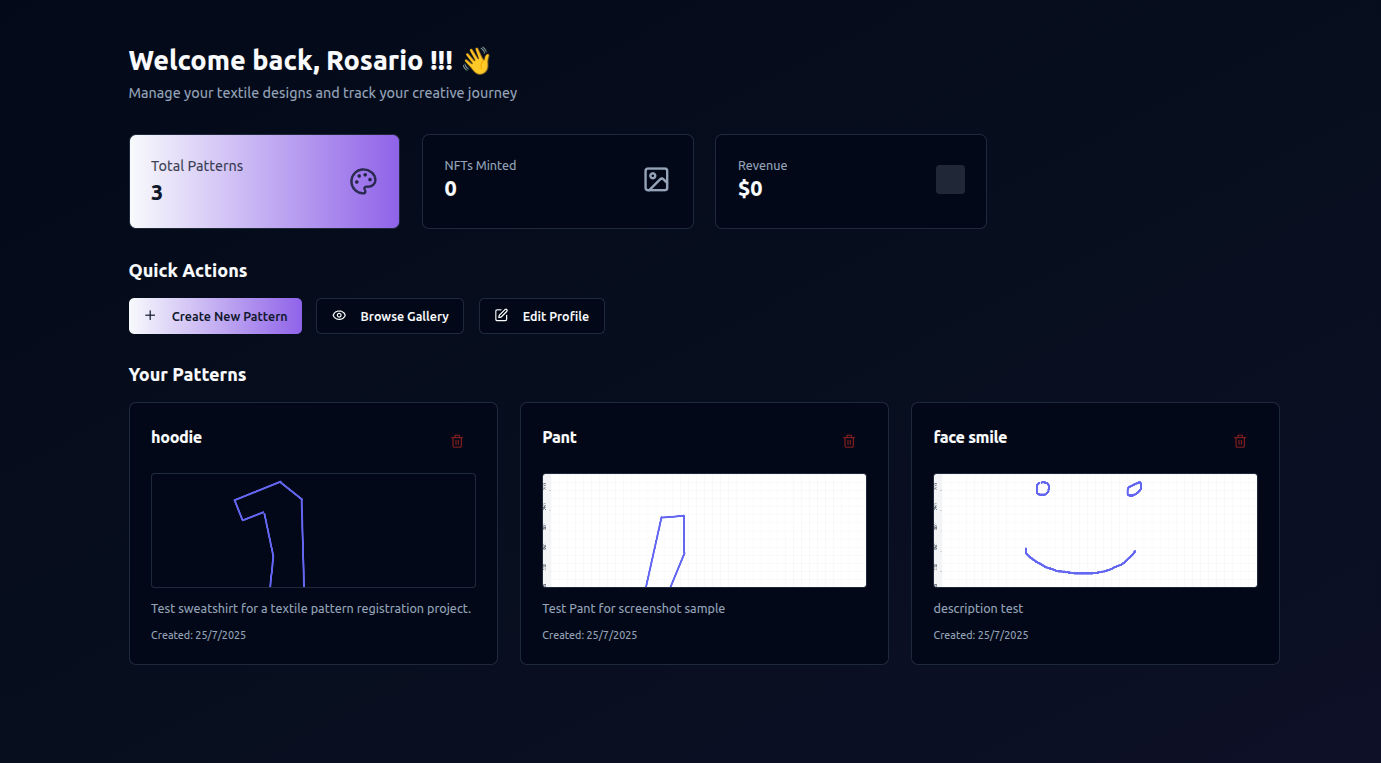 Welcome back, Rosario !!! 👋
Manage your textile designs and track your creative journey
Total Patterns
3
NFTs Minted
0
Revenue
$0
Quick Actions
Create New Pattern
Browse Gallery
Edit Profile
Your Patterns
hoodie
Test sweatshirt for a textile pattern registration project.
Created: 25/7/2025
Pant
Test Pant for screenshot sample
Created: 25/7/2025
face smile
description test
Created: 25/7/2025